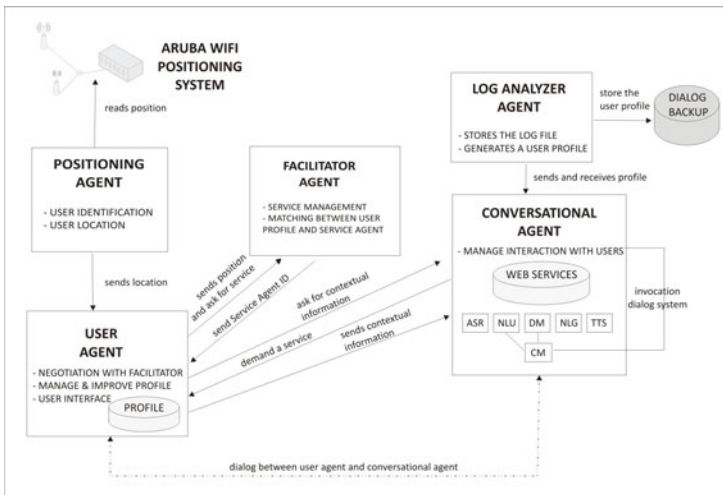 ARUBA WIFI
POSITIONING
SYSTEM
reads position
POSITIONING
AGENT
- USER IDENTIFICATION
- USER LOCATION
sends location
FACILITATOR
AGENT
- SERVICE MANAGEMENT
- MATCHING BETWEEN USER
PROFILE AND SERVICE AGENT
LOG ANALYZER
AGENT
- STORES THE LOG FILE
- GENERATES A USER PROFILE
store the
user profile
DIALOG
BACKUP
sends and receives profile
CONVERSATIONAL
AGENT
- MANAGE INTERACTION WITH USERS
WEB SERVICES
ASR
NLU
DM
NLG
TTS
CM
invocation
dialog system
sends position
and ask for service
send Service Agent ID
ask for contextual
information
demand a service
sends contextual
information
USER
AGENT
- NEGOTIATION WITH FACILITATOR
- MANAGE & IMPROVE PROFILE
- USER INTERFACE
PROFILE
dialog between user agent and conversational agent